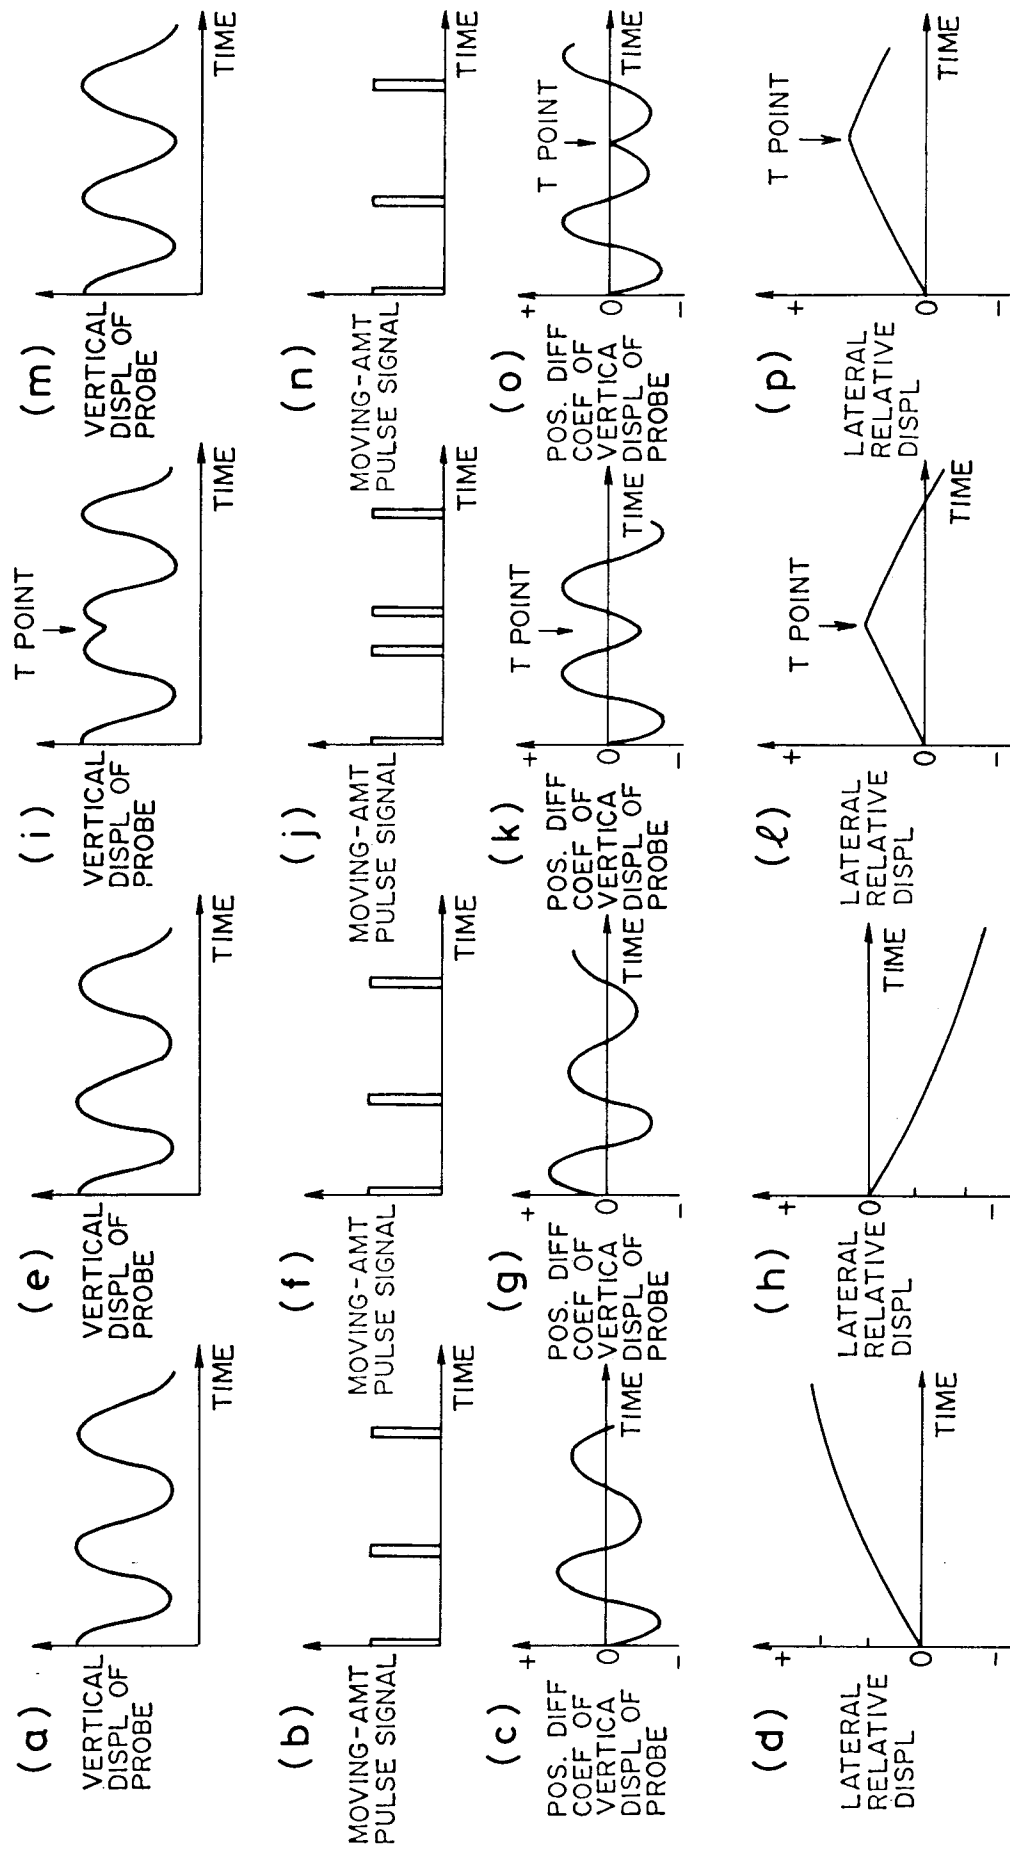 (a)
VERTICAL
DISPL OF
PROBE
TIME
(b)
MOVING-AMT
PULSE SIGNAL
TIME
(c)
POS. DIFF
COEF OF
VERTICA
DISPL OF
PROBE
+
0
-
TIME
(d)
LATERAL
RELATIVE
DISPL
+
0
-
TIME
(e)
VERTICAL
DISPL OF
PROBE
TIME
(f)
MOVING-AMT
PULSE SIGNAL
TIME
(g)
POS. DIFF
COEF OF
VERTICA
DISPL OF
PROBE
+
0
-
TIME
(h)
LATERAL
RELATIVE
DISPL
+
0
-
TIME
(i)
VERTICAL
DISPL OF
PROBE
T POINT
TIME
(j)
MOVING-AMT
PULSE SIGNAL
TIME
(k)
POS. DIFF
COEF OF
VERTICA
DISPL OF
PROBE
+
0
-
T POINT
TIME
(ℓ)
LATERAL
RELATIVE
DISPL
+
0
-
T POINT
TIME
(m)
VERTICAL
DISPL OF
PROBE
TIME
(n)
MOVING-AMT
PULSE SIGNAL
TIME
(o)
POS. DIFF
COEF OF
VERTICA
DISPL OF
PROBE
+
0
-
T POINT
TIME
(p)
LATERAL
RELATIVE
DISPL
+
0
-
T POINT
TIME